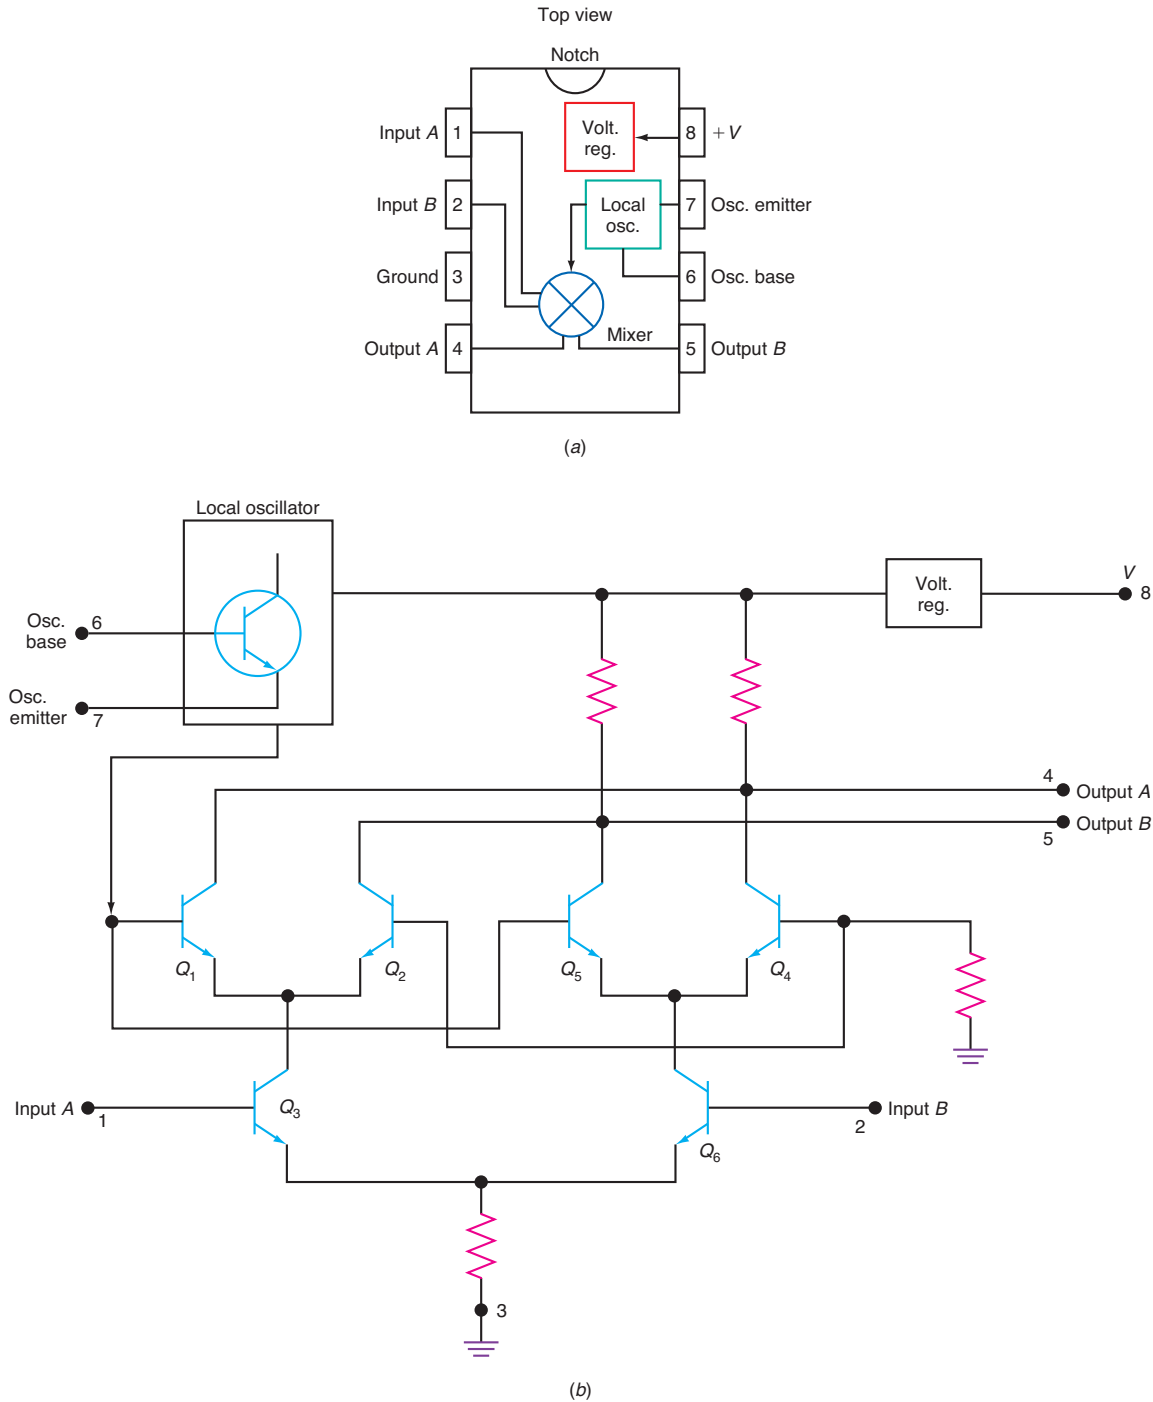 Top view
Notch
Input A 1
Volt.
reg.
8 +V
Input B 2
Local
osc.
7 Osc. emitter
Ground 3
6 Osc. base
Output A 4
Mixer
5 Output B
(a)
Local oscillator
V
8
Volt.
reg.
Osc.
base
6
Osc.
emitter
7
4
Output A
Output B
5
Q1
Q2
Q5
Q4
Input A
1
Q3
Input B
2
Q6
3
(b)